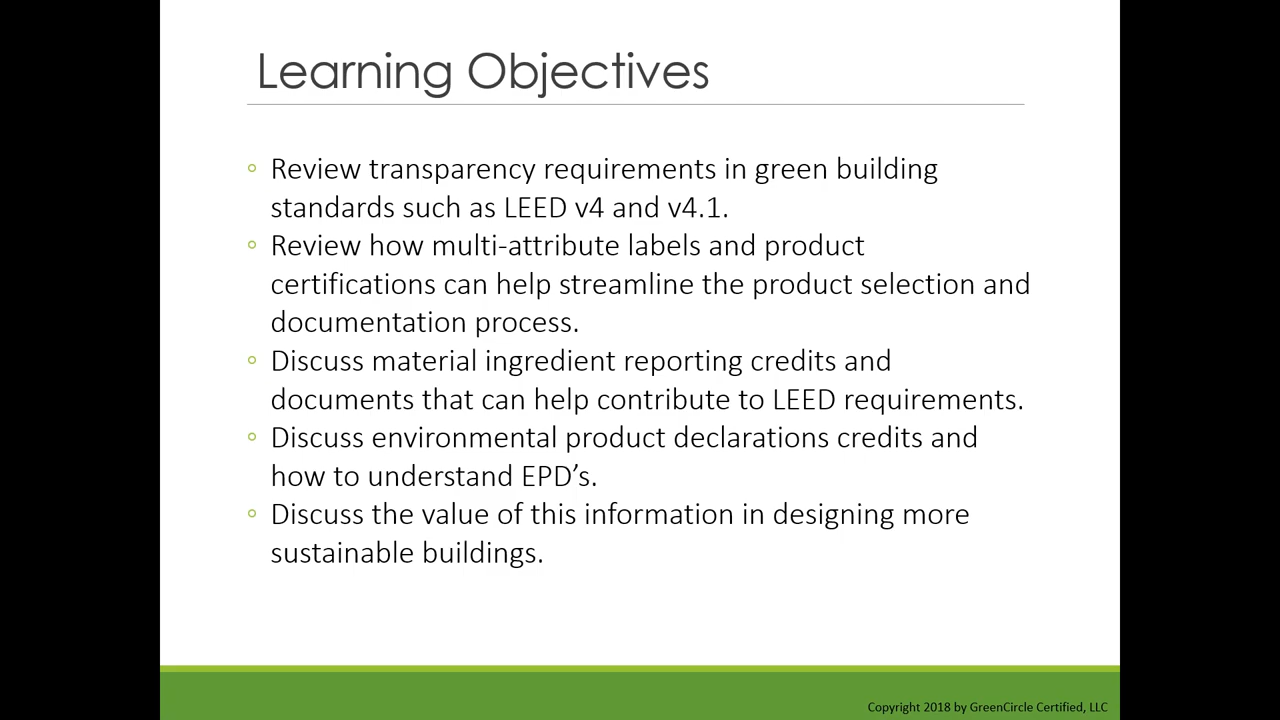 Learning Objectives
Review transparency requirements in green building
standards such as LEED v4 and v4.1.
Review how multi-attribute labels and product
certifications can help streamline the product selection and
documentation process.
Discuss material ingredient reporting credits and
documents that can help contribute to LEED requirements.
Discuss environmental product declarations credits and
how to understand EPD’s.
Discuss the value of this information in designing more
sustainable buildings.
Copyright 2018 by GreenCircle Certified, LLC